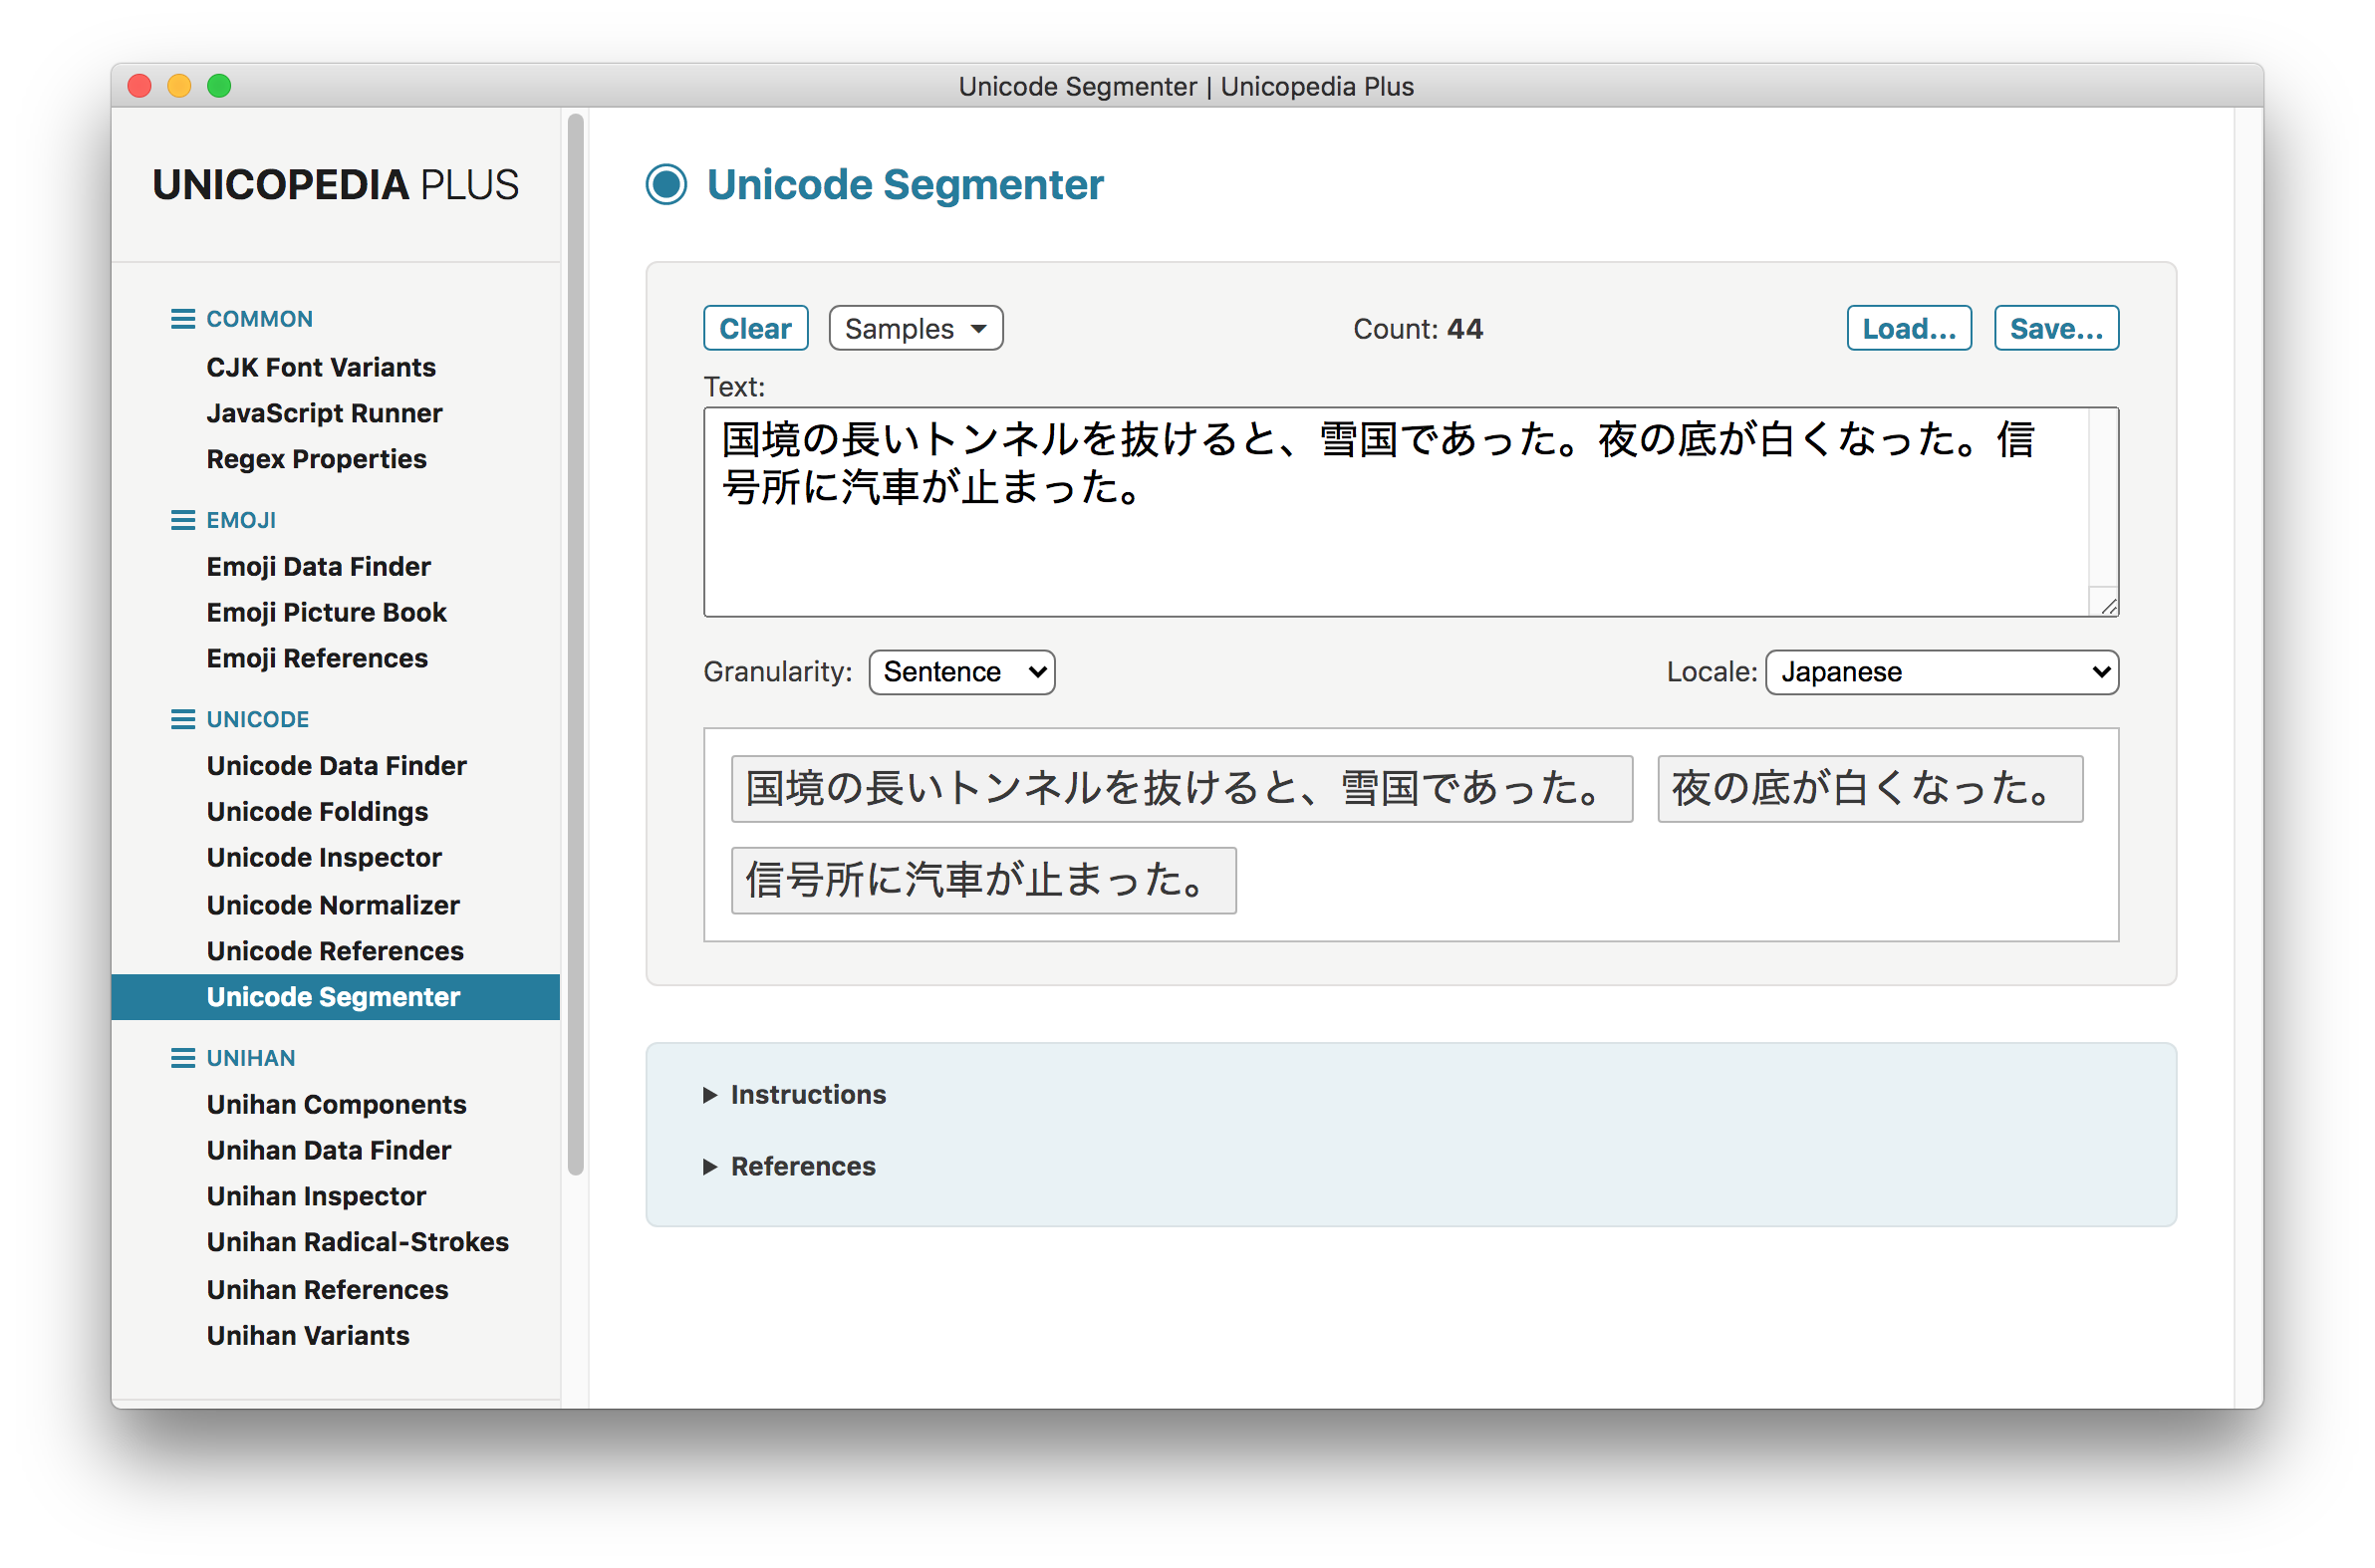 Unicode Segmenter | Unicopedia Plus
UNICOPEDIA PLUS
COMMON
CJK Font Variants
JavaScript Runner
Regex Properties
EMOJI
Emoji Data Finder
Emoji Picture Book
Emoji References
UNICODE
Unicode Data Finder
Unicode Foldings
Unicode Inspector
Unicode Normalizer
Unicode References
Unicode Segmenter
UNIHAN
Unihan Components
Unihan Data Finder
Unihan Inspector
Unihan Radical-Strokes
Unihan References
Unihan Variants
Unicode Segmenter
Clear Samples Count: 44 Load... Save...
Text:
国境の長いトンネルを抜けると、雪国であった。夜の底が白くなった。信
号所に汽車が止まった。
Granularity: Sentence Locale: Japanese
国境の長いトンネルを抜けると、雪国であった。 夜の底が白くなった。
信号所に汽車が止まった。
Instructions
References